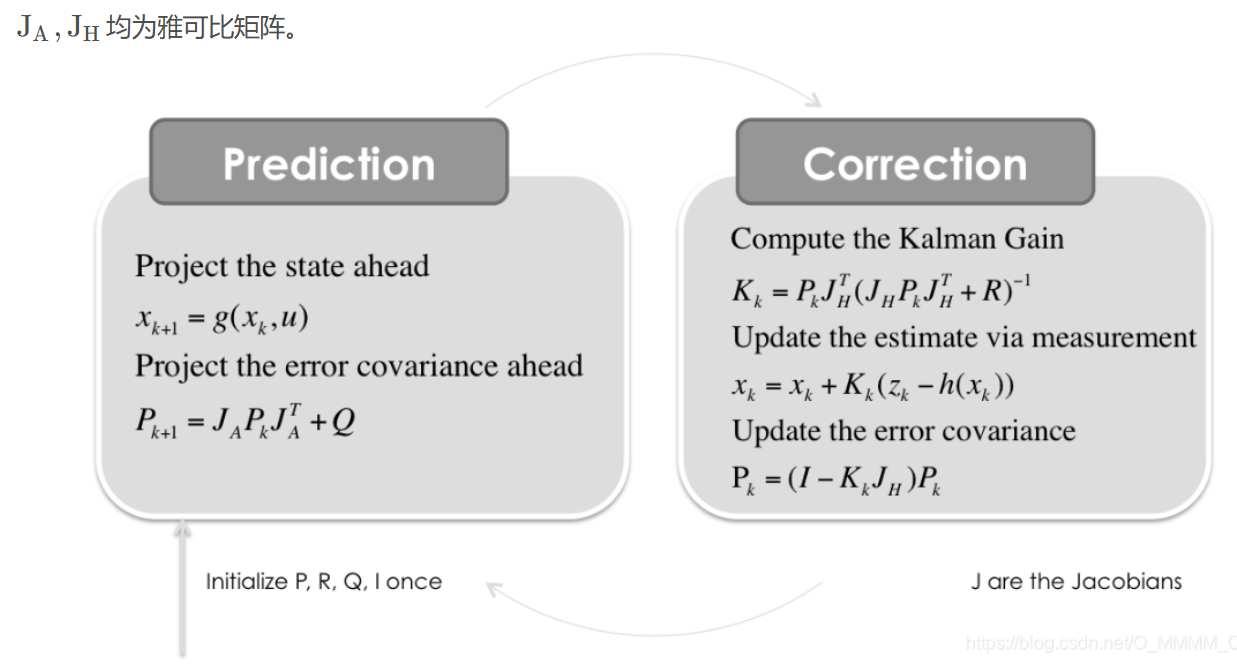 J_A , J_H 均为雅可比矩阵。
Prediction
Project the state ahead
x_{k+1} = g(x_k, u)
Project the error covariance ahead
P_{k+1} = J_A P_k J_A^T + Q
Correction
Compute the Kalman Gain
K_k = P_k J_H^T (J_H P_k J_H^T + R)^{-1}
Update the estimate via measurement
x_k = x_k + K_k (z_k − h(x_k))
Update the error covariance
P_k = (I − K_k J_H) P_k
Initialize P, R, Q, I once
J are the Jacobians
https://blog.csdn.net/O_MMMM_O